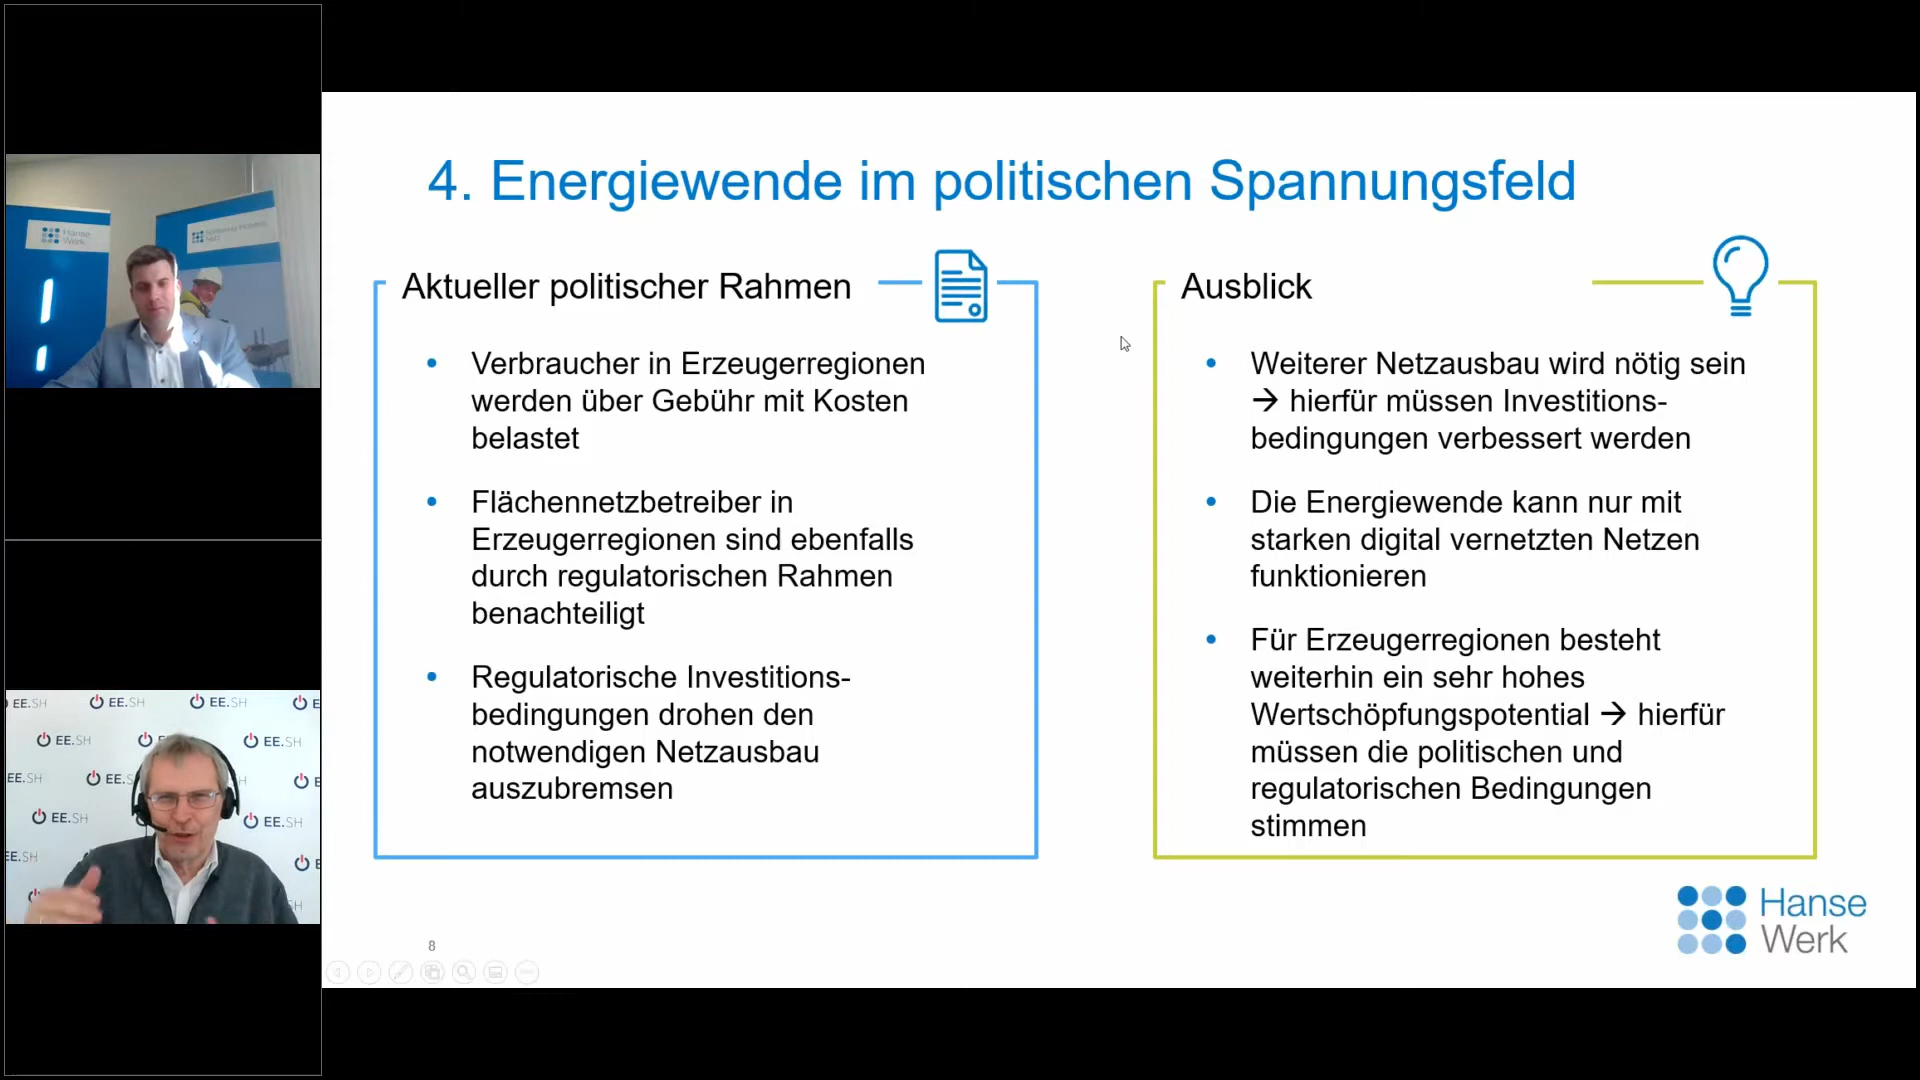 4. Energiewende im politischen Spannungsfeld
Aktueller politischer Rahmen
• Verbraucher in Erzeugerregionen
werden über Gebühr mit Kosten
belastet
• Flächennetzbetreiber in
Erzeugerregionen sind ebenfalls
durch regulatorischen Rahmen
benachteiligt
• Regulatorische Investitions-
bedingungen drohen den
notwendigen Netzausbau
auszubremsen
Ausblick
• Weiterer Netzausbau wird nötig sein
→ hierfür müssen Investitions-
bedingungen verbessert werden
• Die Energiewende kann nur mit
starken digital vernetzten Netzen
funktionieren
• Für Erzeugerregionen besteht
weiterhin ein sehr hohes
Wertschöpfungspotential → hierfür
müssen die politischen und
regulatorischen Bedingungen
stimmen
8
Hanse
Werk
Hanse
Werk
EE.SH EE.SH EE.SH E
EE.SH EE.SH
EE.SH EE.S E
EE.SH EE.SH
EE.SH E
SH